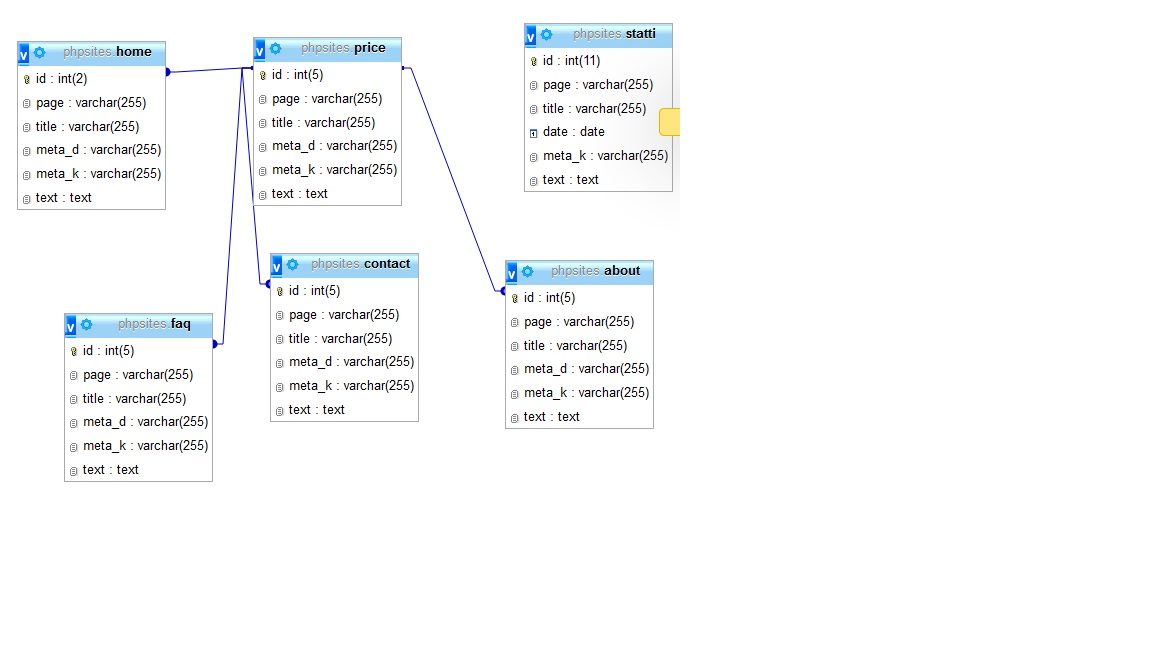 phpsites.home
id : int(2)
page : varchar(255)
title : varchar(255)
meta_d : varchar(255)
meta_k : varchar(255)
text : text
phpsites.price
id : int(5)
page : varchar(255)
title : varchar(255)
meta_d : varchar(255)
meta_k : varchar(255)
text : text
phpsites.statti
id : int(11)
page : varchar(255)
title : varchar(255)
date : date
meta_k : varchar(255)
text : text
phpsites.faq
id : int(5)
page : varchar(255)
title : varchar(255)
meta_d : varchar(255)
meta_k : varchar(255)
text : text
phpsites.contact
id : int(5)
page : varchar(255)
title : varchar(255)
meta_d : varchar(255)
meta_k : varchar(255)
text : text
phpsites.about
id : int(5)
page : varchar(255)
title : varchar(255)
meta_d : varchar(255)
meta_k : varchar(255)
text : text